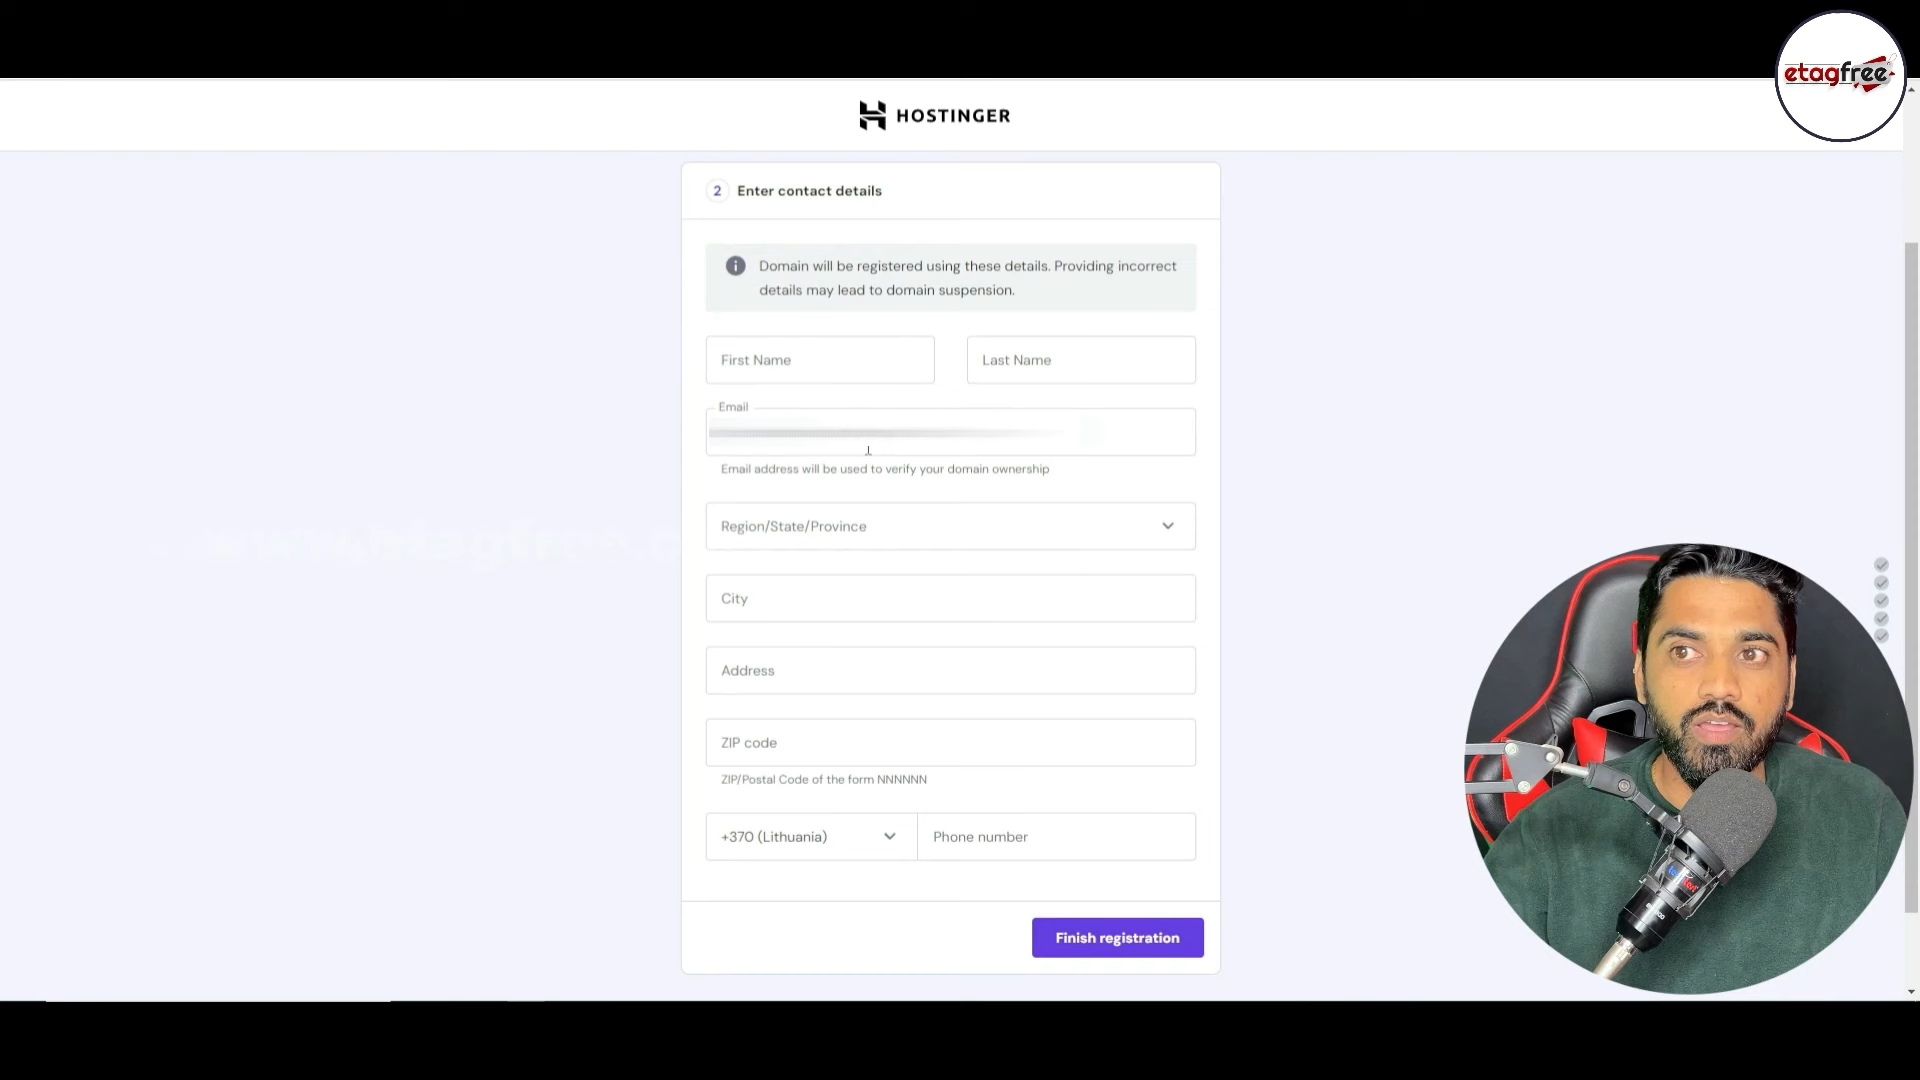 etagfree
HOSTINGER
2 Enter contact details
Domain will be registered using these details. Providing incorrect
details may lead to domain suspension.
First Name
Last Name
Email
Email address will be used to verify your domain ownership
Region/State/Province
City
Address
ZIP code
ZIP/Postal Code of the form NNNNNN
+370 (Lithuania)
Phone number
Finish registration